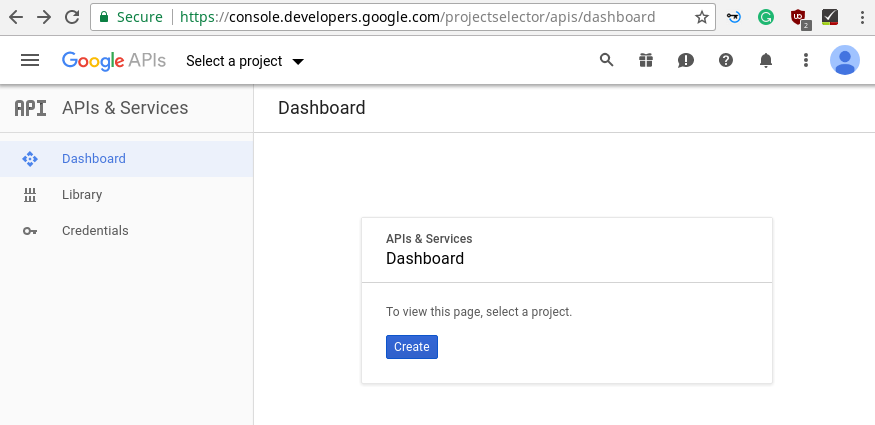 Secure https://console.developers.google.com/projectselector/apis/dashboard
2
Google APIs Select a project
API APIs & Services
Dashboard
Dashboard
Library
Credentials
APIs & Services
Dashboard
To view this page, select a project.
Create